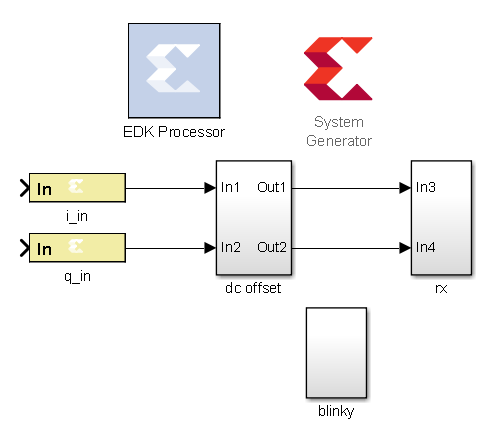 EDK Processor
System
Generator
In
i_in
In
q_in
In1
Out1
In2
Out2
dc offset
In3
In4
rx
blinky